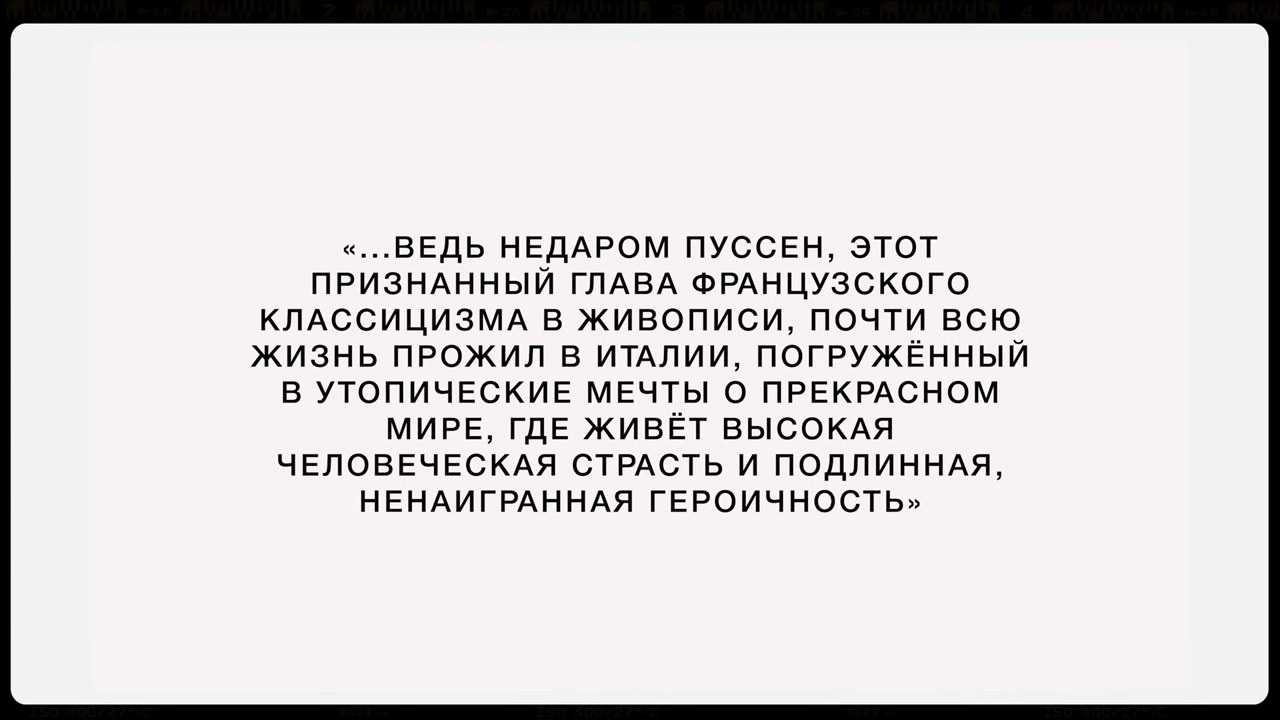 «...ВЕДЬ НЕДАРОМ ПУССЕН, ЭТОТ
ПРИЗНАННЫЙ ГЛАВА ФРАНЦУЗСКОГО
КЛАССИЦИЗМА В ЖИВОПИСИ, ПОЧТИ ВСЮ
ЖИЗНЬ ПРОЖИЛ В ИТАЛИИ, ПОГРУЖЁННЫЙ
В УТОПИЧЕСКИЕ МЕЧТЫ О ПРЕКРАСНОМ
МИРЕ, ГДЕ ЖИВЁТ ВЫСОКАЯ
ЧЕЛОВЕЧЕСКАЯ СТРАСТЬ И ПОДЛИННАЯ,
НЕНАИГРАННАЯ ГЕРОИЧНОСТЬ»